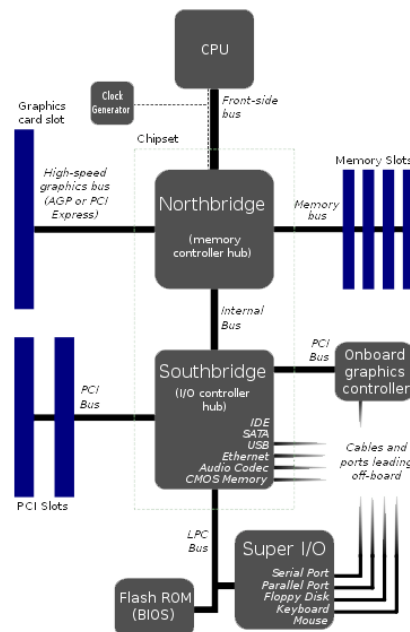 CPU
Clock
Generator
Graphics
card slot
Front-side
bus
Chipset
High-speed
graphics bus
(AGP or PCI
Express)
Northbridge
(memory
controller hub)
Memory
bus
Memory Slots
Internal
Bus
Southbridge
(I/O controller
hub)
PCI
Bus
Onboard
graphics
controller
PCI
Bus
IDE
SATA
USB
Ethernet
Audio Codec
CMOS Memory
Cables and
ports leading
off-board
PCI Slots
LPC
Bus
Super I/O
Serial Port
Parallel Port
Floppy Disk
Keyboard
Mouse
Flash ROM
(BIOS)